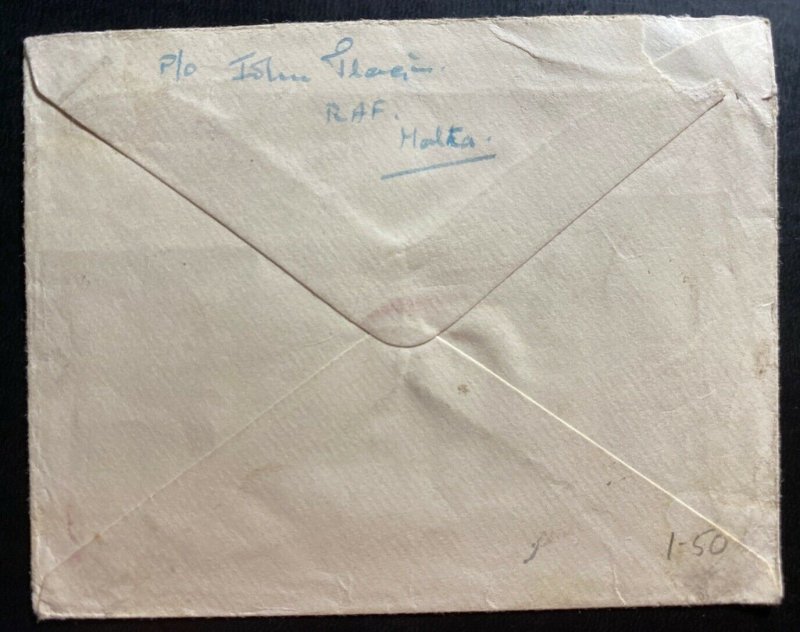 P/o John
RAF.
Malta.
1-50